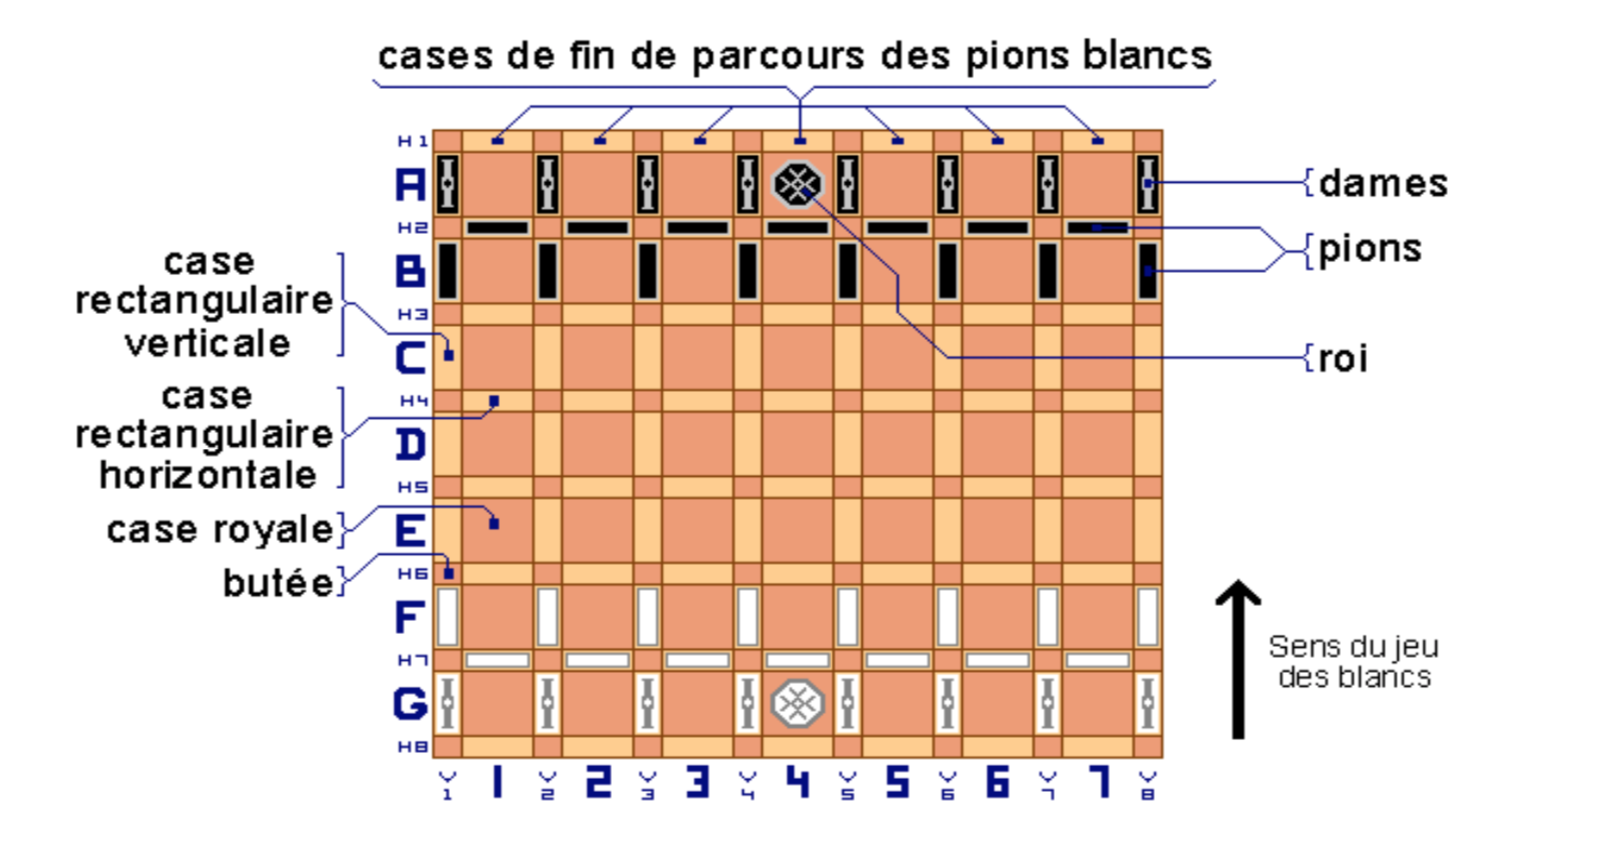 cases de fin de parcours des pions blancs
H1
A
dames
H2
pions
case
rectangulaire
verticale
B
H3
C
roi
case
rectangulaire
horizontale
H4
D
H5
case royale
E
butée
H6
F
Sens du jeu
des blancs
H7
G
H8
V1 1 V2 2 V3 3 V4 4 V5 5 V6 6 V7 7 V8